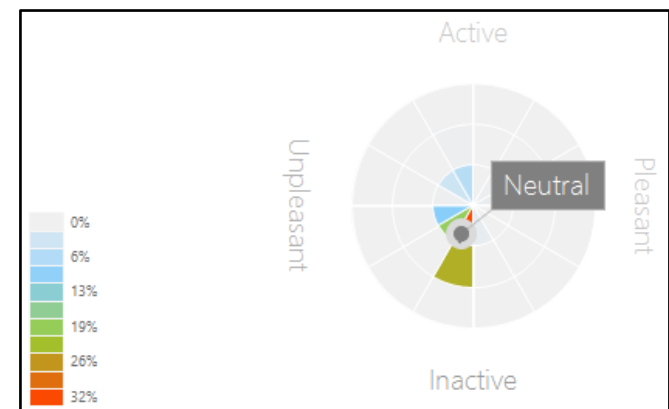 Active
Unpleasant
Neutral
Pleasant
0%
6%
13%
19%
26%
32%
Inactive